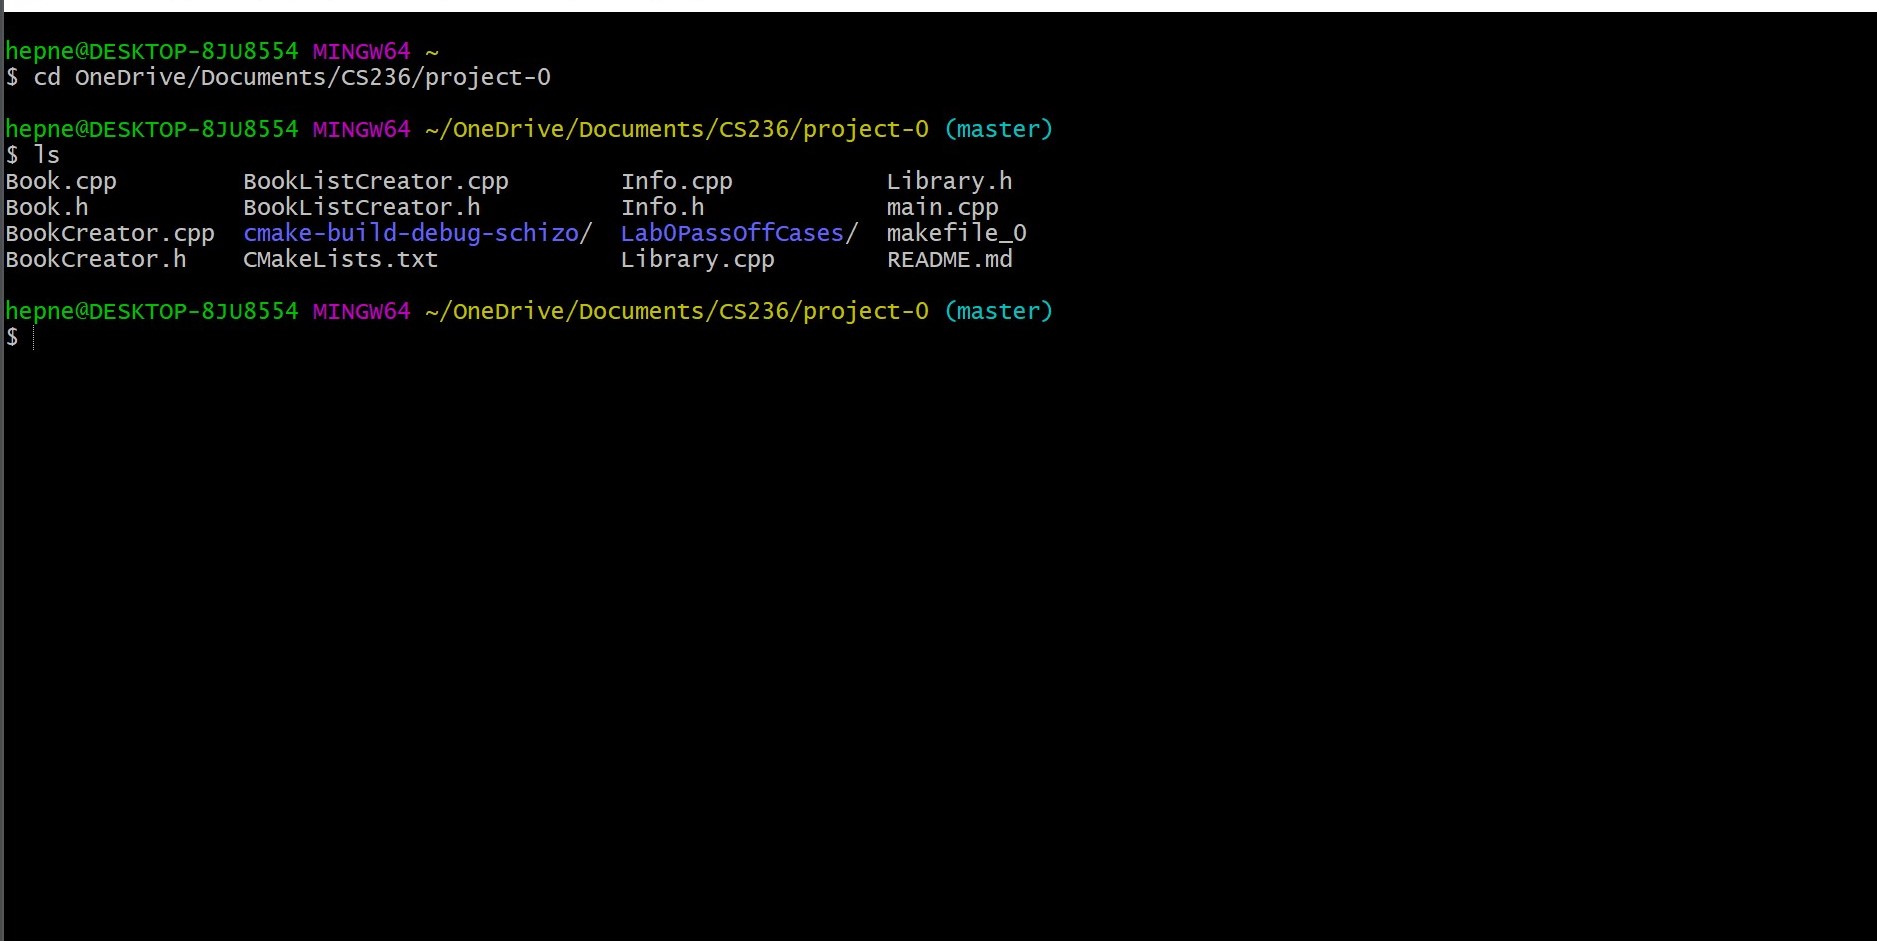 hepne@DESKTOP-8JU8554 MINGW64 ~
$ cd OneDrive/Documents/CS236/project-0

hepne@DESKTOP-8JU8554 MINGW64 ~/OneDrive/Documents/CS236/project-0 (master)
$ ls
Book.cpp         BookListCreator.cpp        Info.cpp           Library.h
Book.h           BookListCreator.h          Info.h             main.cpp
BookCreator.cpp  cmake-build-debug-schizo/  Lab0PassOffCases/  makefile_0
BookCreator.h    CMakeLists.txt             Library.cpp        README.md

hepne@DESKTOP-8JU8554 MINGW64 ~/OneDrive/Documents/CS236/project-0 (master)
$